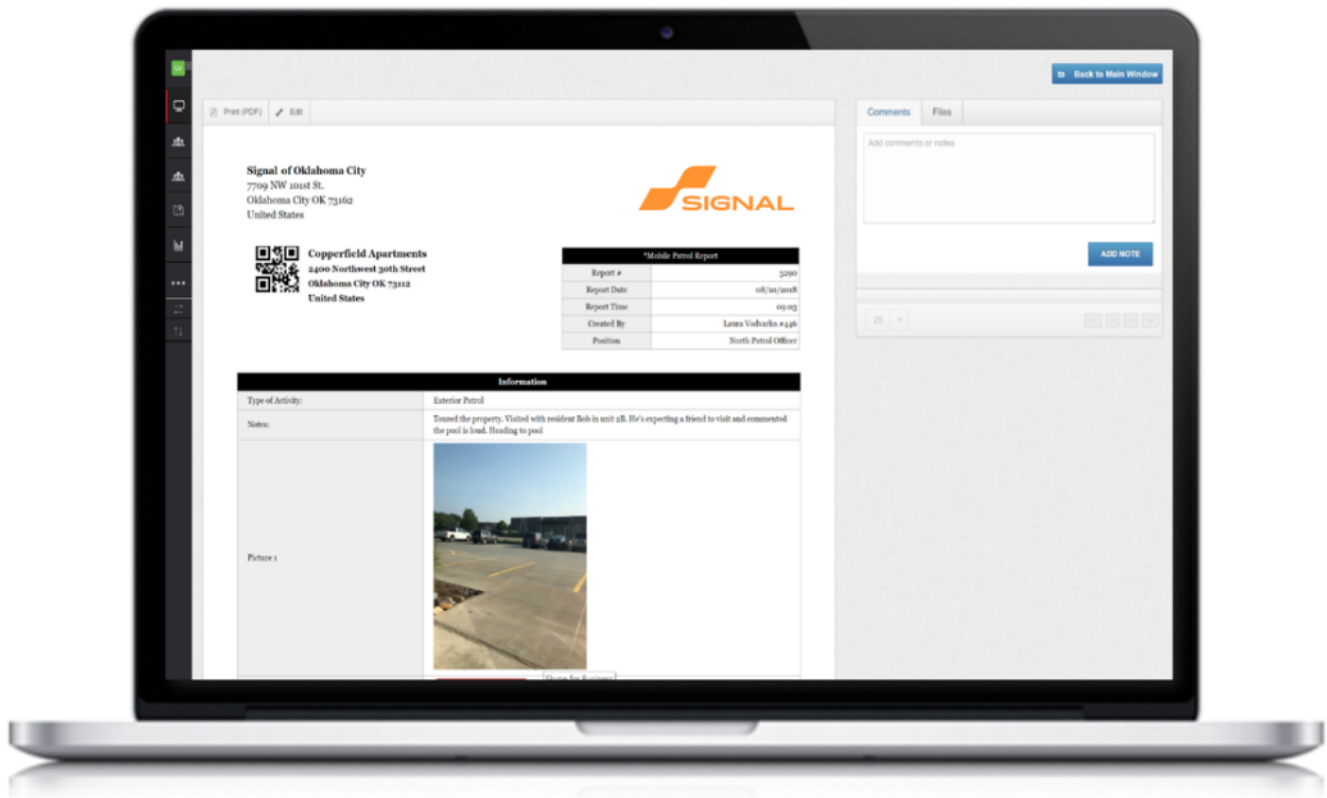 Back to Main Window
Print (PDF)
Edit
Comments
Files
Add comments or notes
Signal of Oklahoma City
7709 NW 101st St.
Oklahoma City OK 73162
United States
SIGNAL
Copperfield Apartments
2400 Northwest 30th Street
Oklahoma City OK 73112
United States
*Mobile Patrol Report
Report # 3290
Report Date 08/10/2018
Report Time 09:03
Created By Laura Vodvarka #446
Position North Patrol Officer
ADD NOTE
25
Information
Type of Activity: Exterior Patrol
Notes: Toured the property. Visited with resident Bob in unit 2B. He's expecting a friend to visit and commented
the pool is loud. Heading to pool
Picture 1
Skype for Business